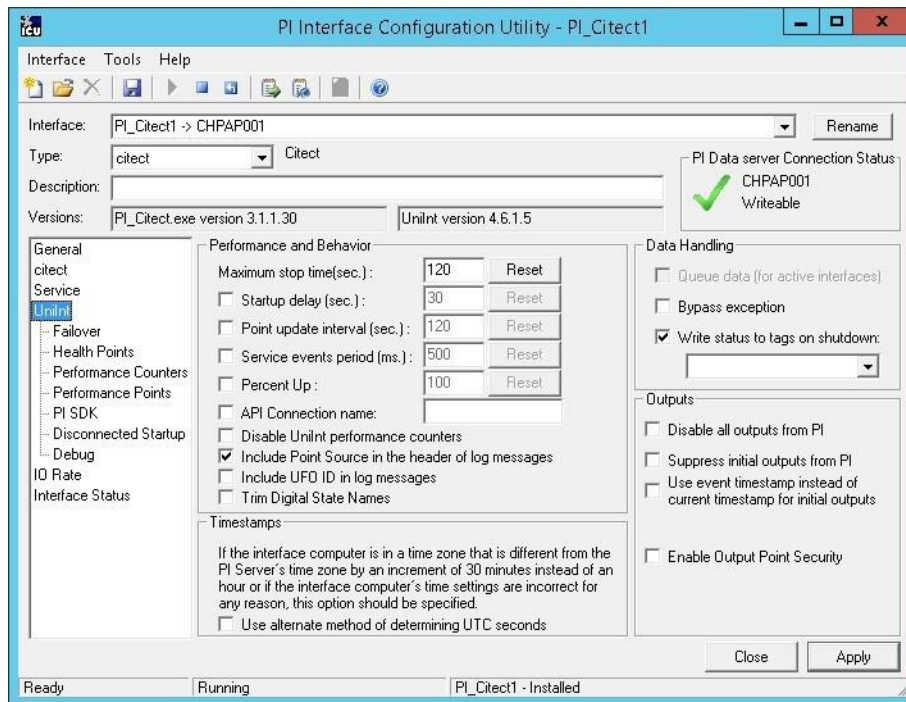 PI Interface Configuration Utility - PI_Citect1
Interface Tools Help
Interface: PI_Citect1 -> CHPAP001 Rename
Type: citect Citect
Description:
Versions: PI_Citect.exe version 3.1.1.30 UniInt version 4.6.1.5
PI Data server Connection Status
CHPAP001
Writeable
General
citect
Service
UniInt
Failover
Health Points
Performance Counters
Performance Points
PI SDK
Disconnected Startup
Debug
IO Rate
Interface Status
Performance and Behavior
Maximum stop time(sec.) : 120 Reset
Startup delay (sec.) : 30 Reset
Point update interval (sec.) : 120 Reset
Service events period (ms.) : 500 Reset
Percent Up : 100 Reset
API Connection name:
Disable UniInt performance counters
Include Point Source in the header of log messages
Include UFO ID in log messages
Trim Digital State Names
Timestamps
If the interface computer is in a time zone that is different from the
PI Server's time zone by an increment of 30 minutes instead of an
hour or if the interface computer's time settings are incorrect for
any reason, this option should be specified.
Use alternate method of determining UTC seconds
Data Handling
Queue data (for active interfaces)
Bypass exception
Write status to tags on shutdown:
Outputs
Disable all outputs from PI
Suppress initial outputs from PI
Use event timestamp instead of
current timestamp for initial outputs
Enable Output Point Security
Close Apply
Ready Running PI_Citect1 - Installed